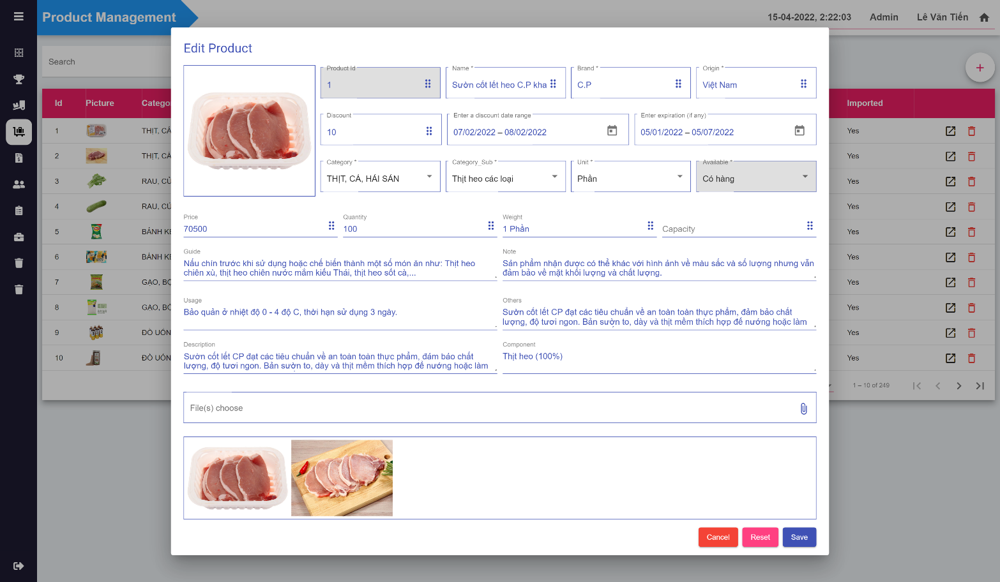 Product Management
15-04-2022, 2:22:03
Admin
Lê Văn Tiến
Search
Id
Picture
Imported
1
THỊT, CÁ
Yes
2
THỊT, CÁ
Yes
3
RAU, CỦ
Yes
4
RAU, CỦ
Yes
5
BÁNH KẸ
Yes
6
BÁNH KẸ
Yes
7
GẠO, BỘ
Yes
8
GẠO, BỘ
Yes
9
ĐỒ UỐN
Yes
10
ĐỒ UỐN
Yes
1 – 10 of 249
Edit Product
Product Id
1
Name *
Sườn cốt lết heo C.P kha
Brand *
C.P
Origin *
Việt Nam
Discount
10
Enter a discount date range
07/02/2022 – 08/02/2022
Enter expiration (if any)
05/01/2022 – 05/07/2022
Category *
THỊT, CÁ, HẢI SẢN
Category_Sub *
Thịt heo các loại
Unit *
Phần
Available *
Có hàng
Price
70500
Quantity
100
Weight
1 Phần
Capacity
Guide
Nấu chín trước khi sử dụng hoặc chế biến thành một số món ăn như: Thịt heo
chiên xù, thịt heo chiên nước mắm kiểu Thái, thịt heo sốt cà,...
Note
Sản phẩm nhận được có thể khác với hình ảnh về màu sắc và số lượng nhưng vẫn
đảm bảo về mặt khối lượng và chất lượng.
Usage
Bảo quản ở nhiệt độ 0 - 4 độ C, thời hạn sử dụng 3 ngày.
Others
Sườn cốt lết CP đạt các tiêu chuẩn về an toàn toàn thực phẩm, đảm bảo chất
lượng, độ tươi ngon. Bản sườn to, dày và thịt mềm thích hợp để nướng hoặc làm
Description
Sườn cốt lết CP đạt các tiêu chuẩn về an toàn toàn thực phẩm, đảm bảo chất
lượng, độ tươi ngon. Bản sườn to, dày và thịt mềm thích hợp để nướng hoặc làm
Component
Thịt heo (100%)
File(s) choose
Cancel
Reset
Save